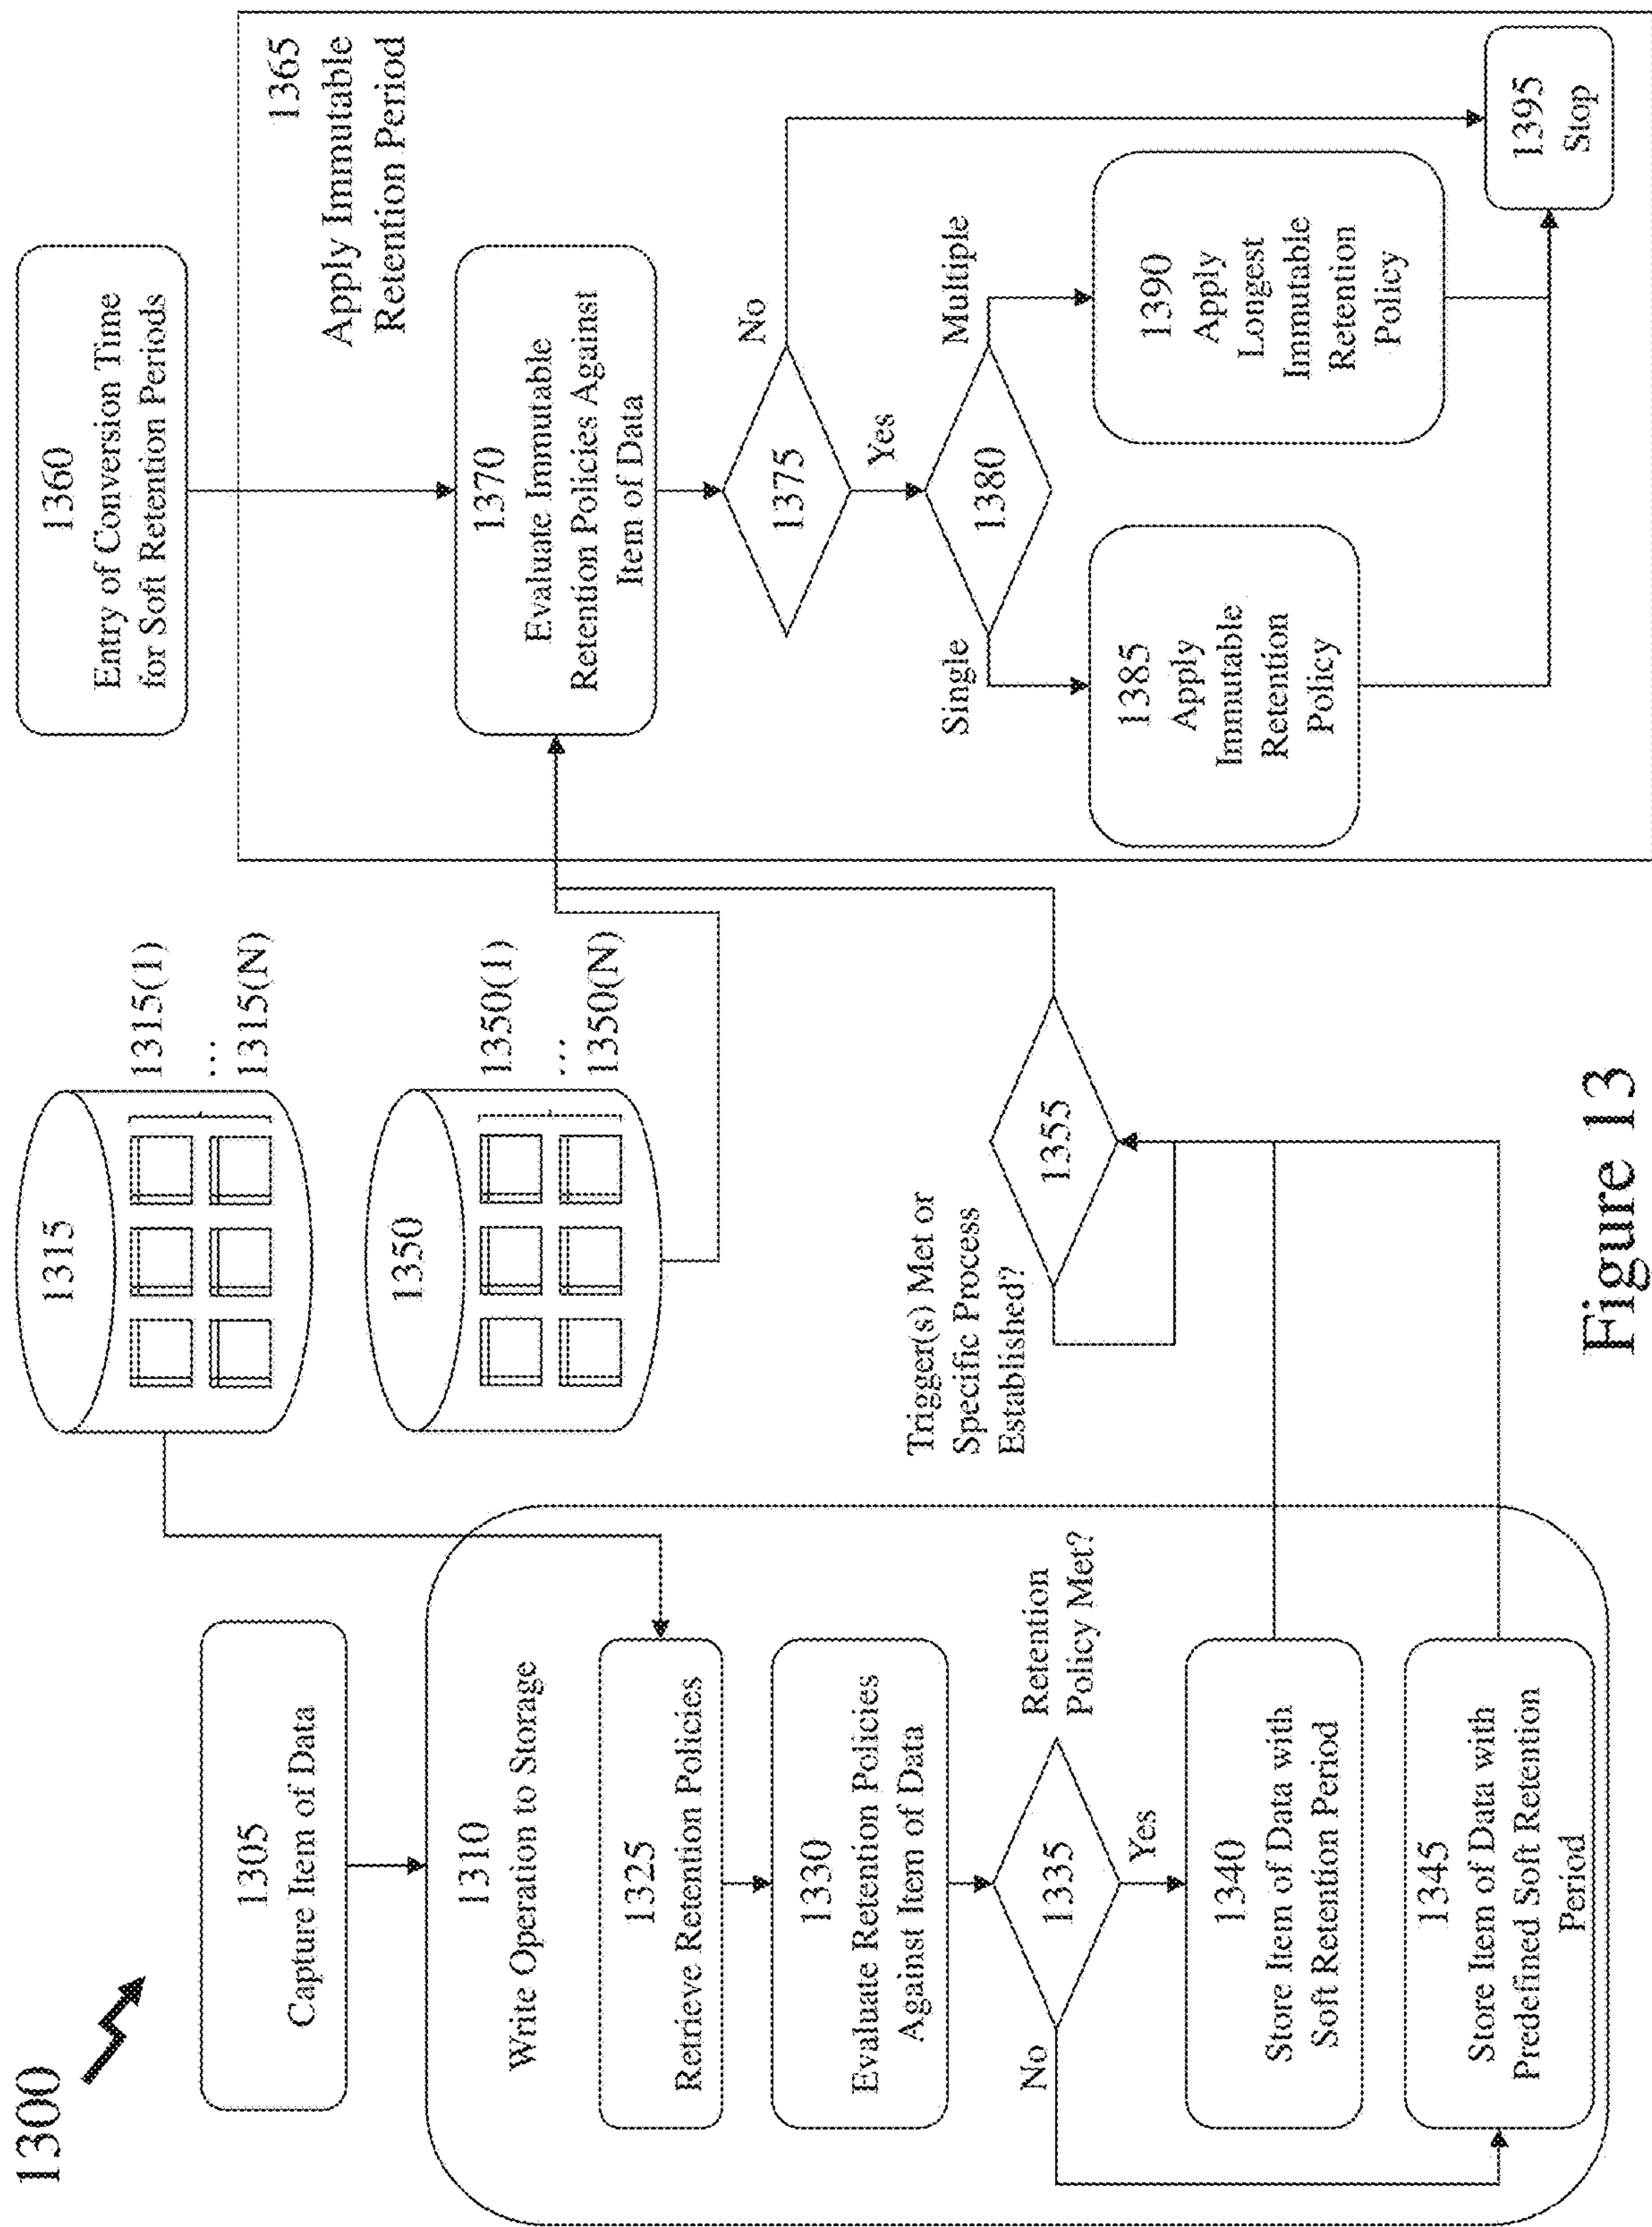 1300
1305
Capture Item of Data
1310
Write Operation to Storage
1325
Retrieve Retention Policies
1330
Evaluate Retention Policies
Against Item of Data
1335
Retention
Policy Met?
No
Yes
1340
Store Item of Data with
Soft Retention Period
1345
Store Item of Data with
Predefined Soft Retention
Period
1315
1315(1)
...
1315(N)
1350
1350(1)
...
1350(N)
Trigger(s) Met or
Specific Process
Established?
1355
1360
Entry of Conversion Time
for Soft Retention Periods
1365
Apply Immutable
Retention Period
1370
Evaluate Immutable
Retention Policies Against
Item of Data
1375
No
Yes
1380
Single
Multiple
1385
Apply
Immutable
Retention
Policy
1390
Apply
Longest
Immutable
Retention
Policy
1395
Stop
Figure 13